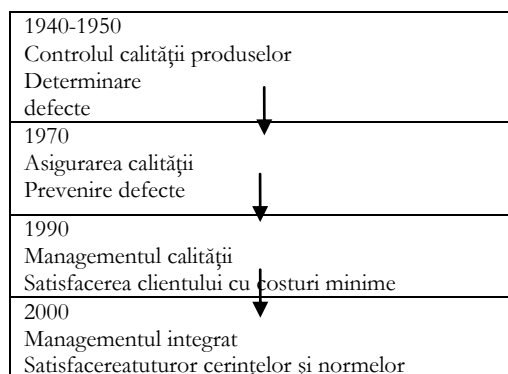 1940-1950
Controlul calităţii produselor
Determinare
defecte
1970
Asigurarea calităţii
Prevenire defecte
1990
Managementul calităţii
Satisfacerea clientului cu costuri minime
2000
Managementul integrat
Satisfacereatuturor cerinţelor şi normelor